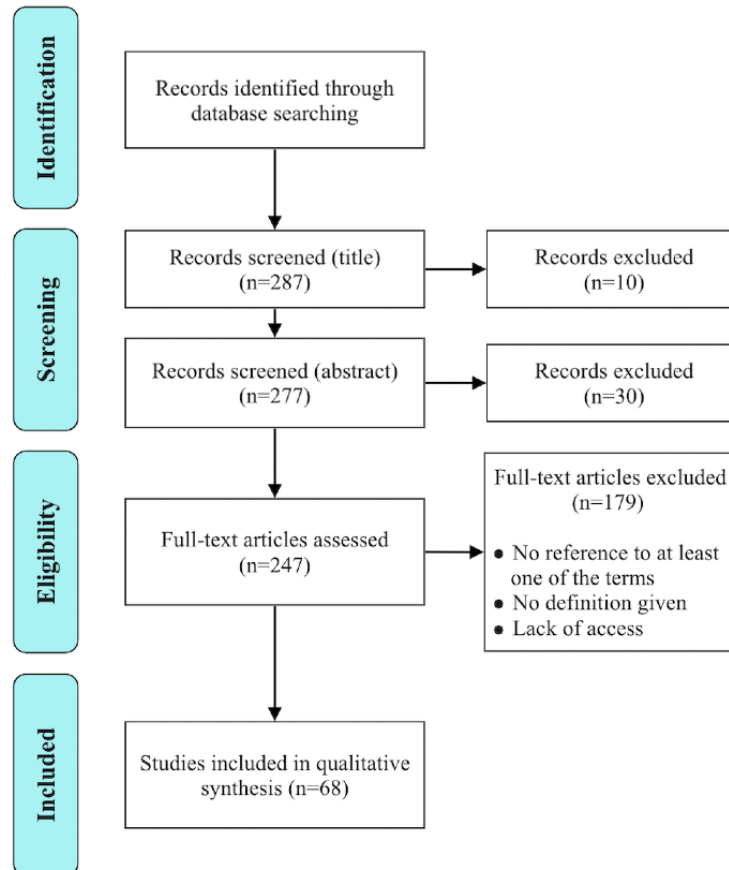 Identification
Records identified through
database searching
Screening
Records screened (title)
(n=287)
Records excluded
(n=10)
Records screened (abstract)
(n=277)
Records excluded
(n=30)
Eligibility
Full-text articles assessed
(n=247)
Full-text articles excluded
(n=179)
● No reference to at least
one of the terms
● No definition given
● Lack of access
Included
Studies included in qualitative
synthesis (n=68)